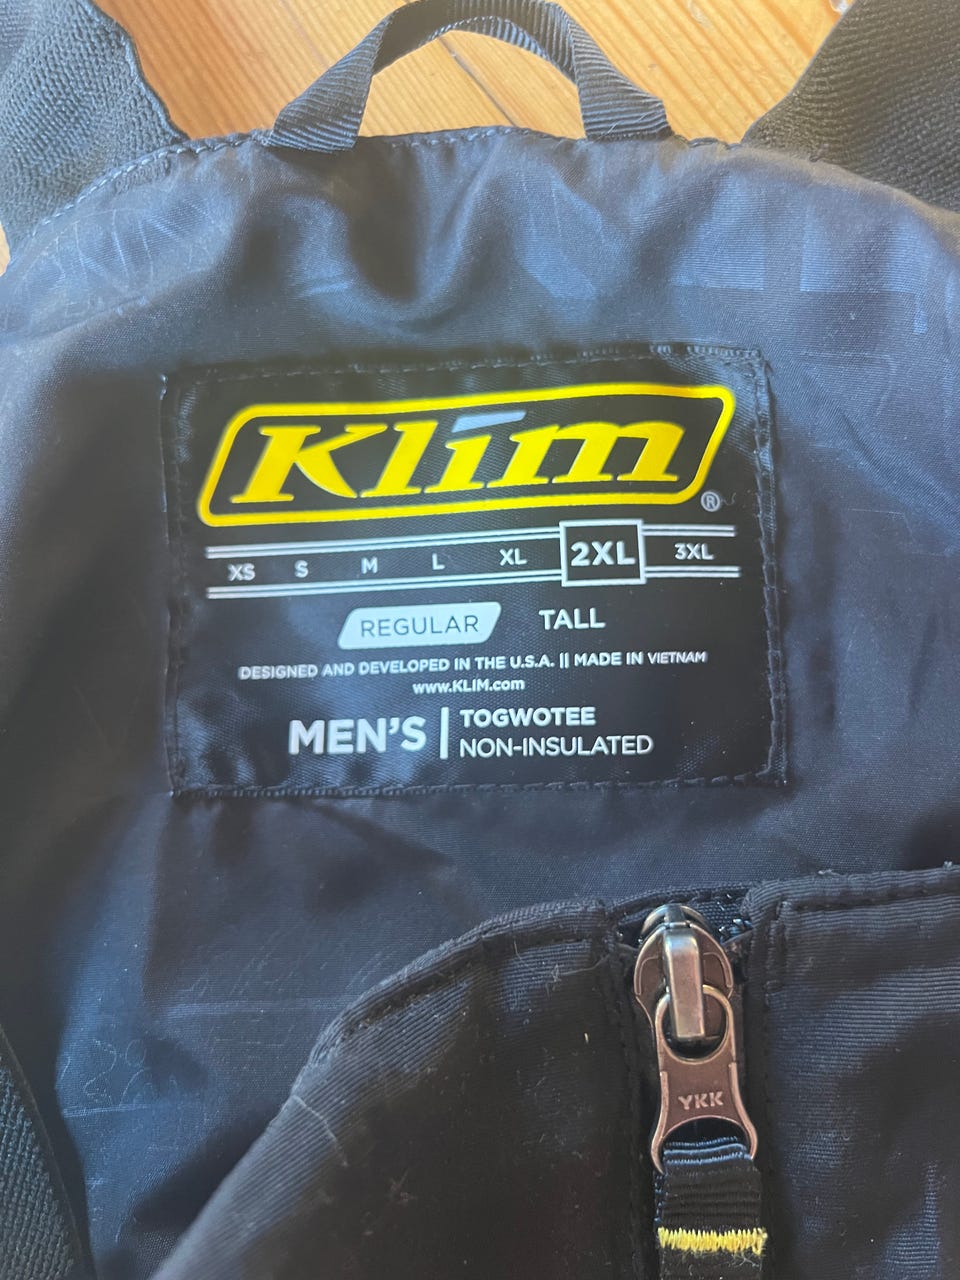 Klim®
XS S M L XL 2XL 3XL
REGULAR TALL
DESIGNED AND DEVELOPED IN THE U.S.A. || MADE IN VIETNAM
www.KLIM.com
MEN'S | TOGWOTEE
NON-INSULATED
YKK